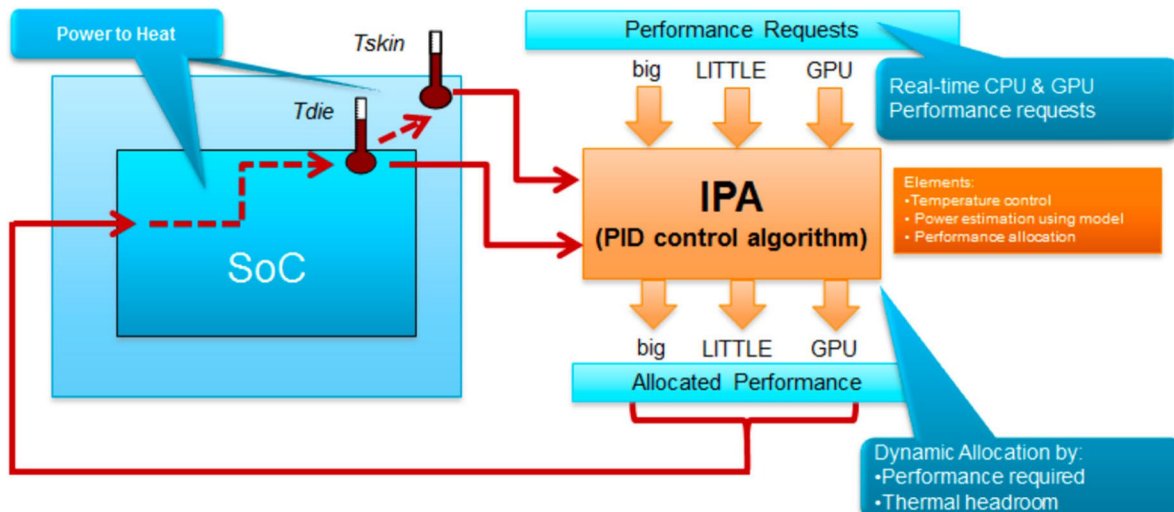 Power to Heat
Tskin
Tdie
SoC
Performance Requests
big LITTLE GPU
Real-time CPU & GPU
Performance requests
IPA
(PID control algorithm)
Elements:
•Temperature control
• Power estimation using model
• Performance allocation
big LITTLE GPU
Allocated Performance
Dynamic Allocation by:
•Performance required
•Thermal headroom